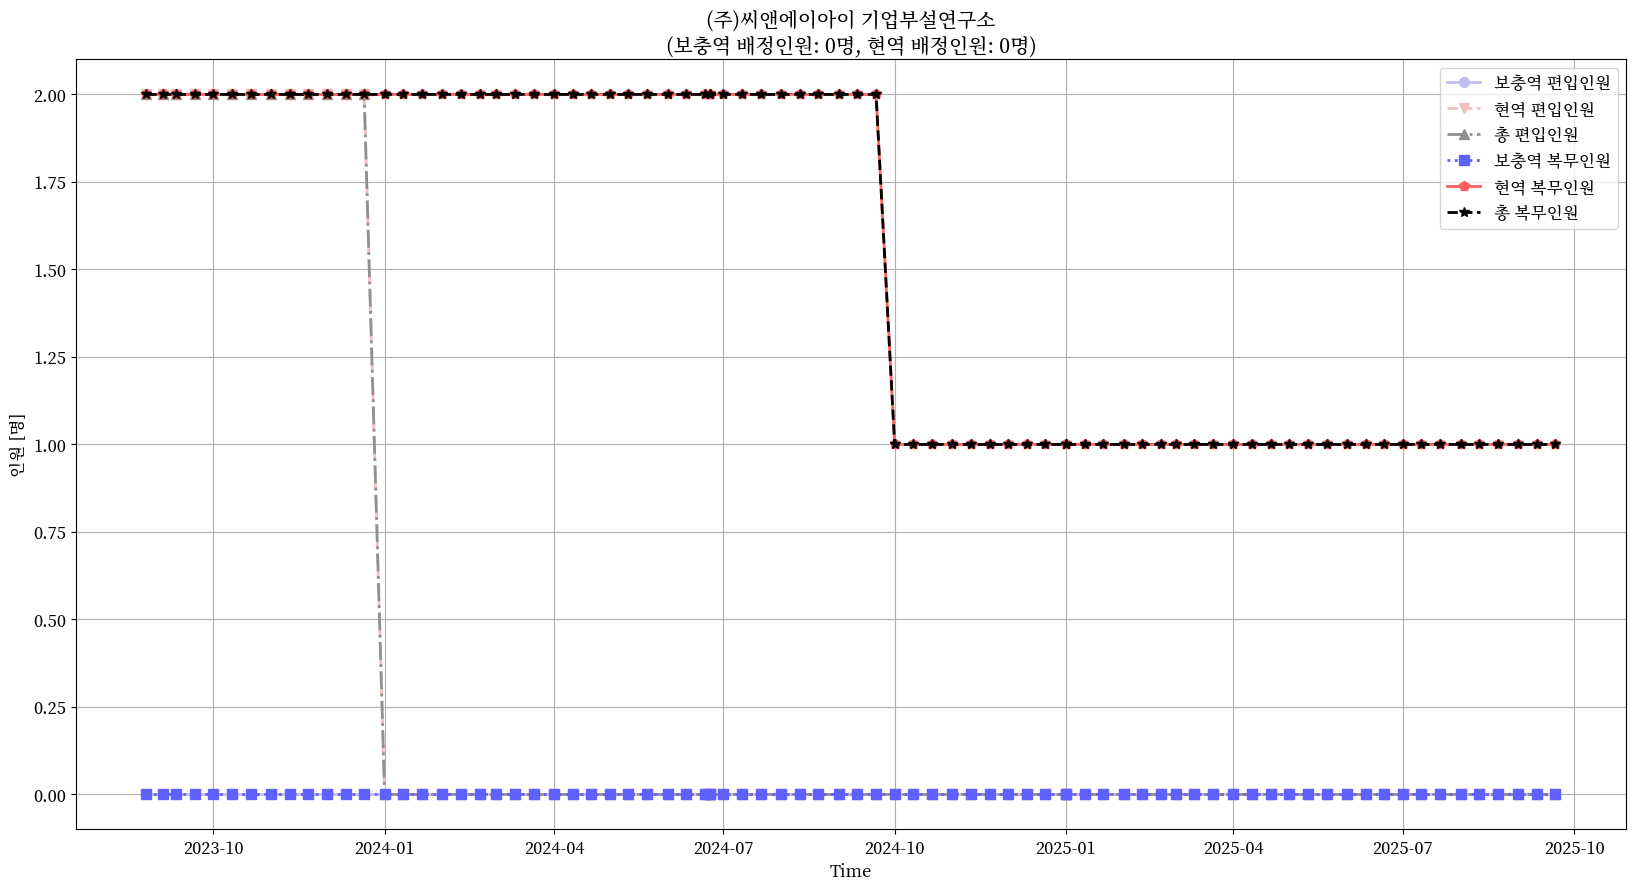 (주)씨앤에이아이 기업부설연구소
(보충역 배정인원: 0명, 현역 배정인원: 0명)
보충역 편입인원
현역 편입인원
총 편입인원
보충역 복무인원
현역 복무인원
총 복무인원
인원 [명]
2.00
1.75
1.50
1.25
1.00
0.75
0.50
0.25
0.00
2023-10 2024-01 2024-04 2024-07 2024-10 2025-01 2025-04 2025-07 2025-10
Time